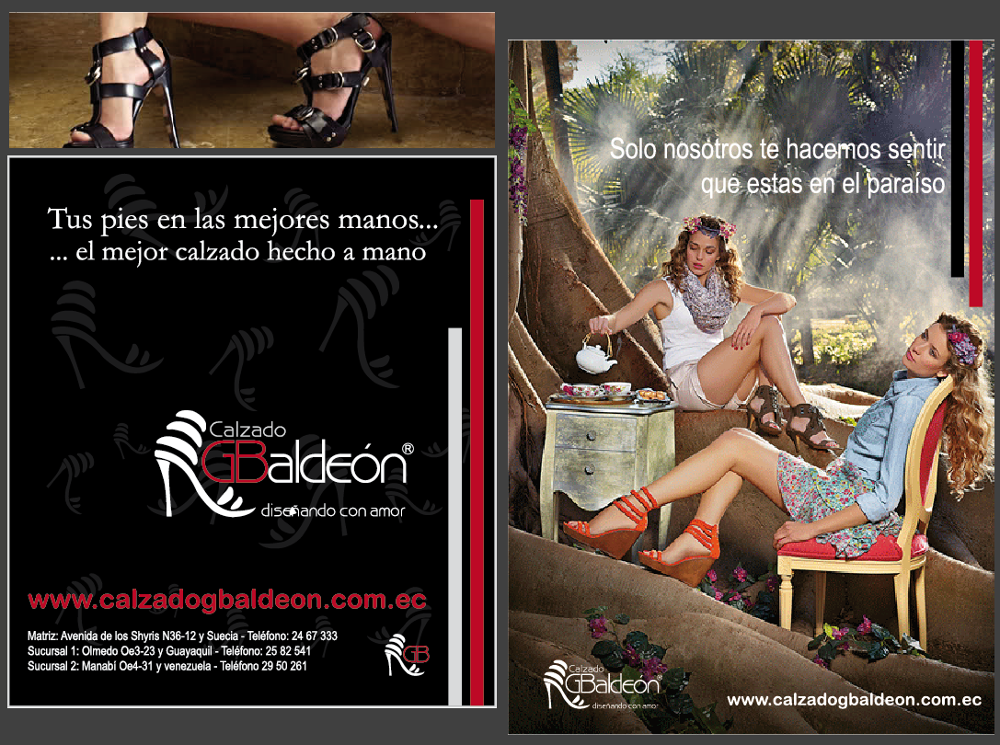 Tus pies en las mejores manos...
... el mejor calzado hecho a mano
Calzado
GBaldeón®
diseñando con amor
www.calzadogbaldeon.com.ec
Matriz: Avenida de los Shyris N36-12 y Suecia - Teléfono: 24 67 333
Sucursal 1: Olmedo Oe3-23 y Guayaquil - Teléfono: 25 82 541
Sucursal 2: Manabí Oe4-31 y venezuela - Teléfono 29 50 261
GB
Solo nosotros te hacemos sentir
que estas en el paraíso
Calzado
GBaldeón®
diseñando con amor
www.calzadogbaldeon.com.ec